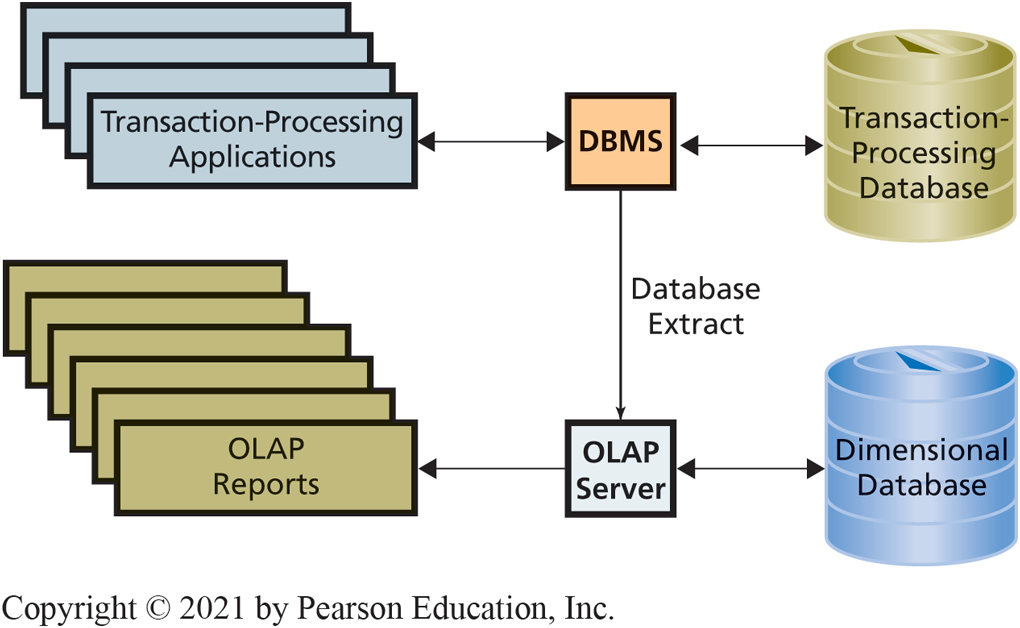 Transaction-Processing
Applications
DBMS
Transaction-
Processing
Database
Database
Extract
OLAP
Reports
OLAP
Server
Dimensional
Database
Copyright © 2021 by Pearson Education, Inc.